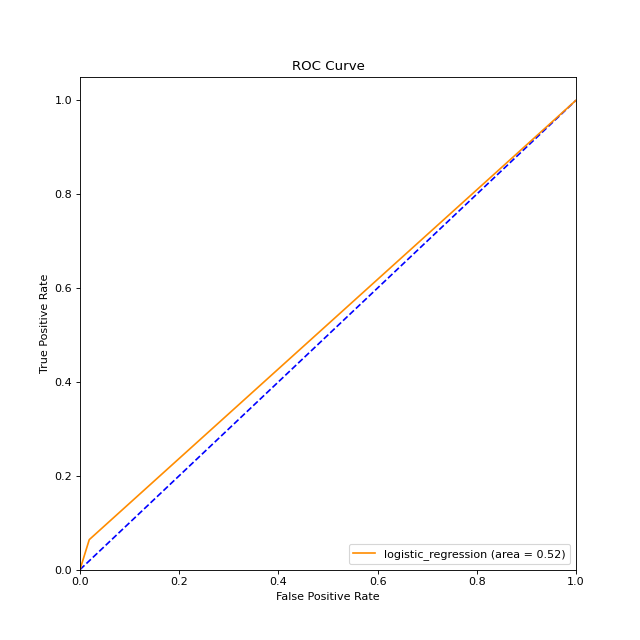 ROC Curve
True Positive Rate
1.0
0.8
0.6
0.4
0.2
0.0
logistic_regression (area = 0.52)
0.0 0.2 0.4 0.6 0.8 1.0
False Positive Rate